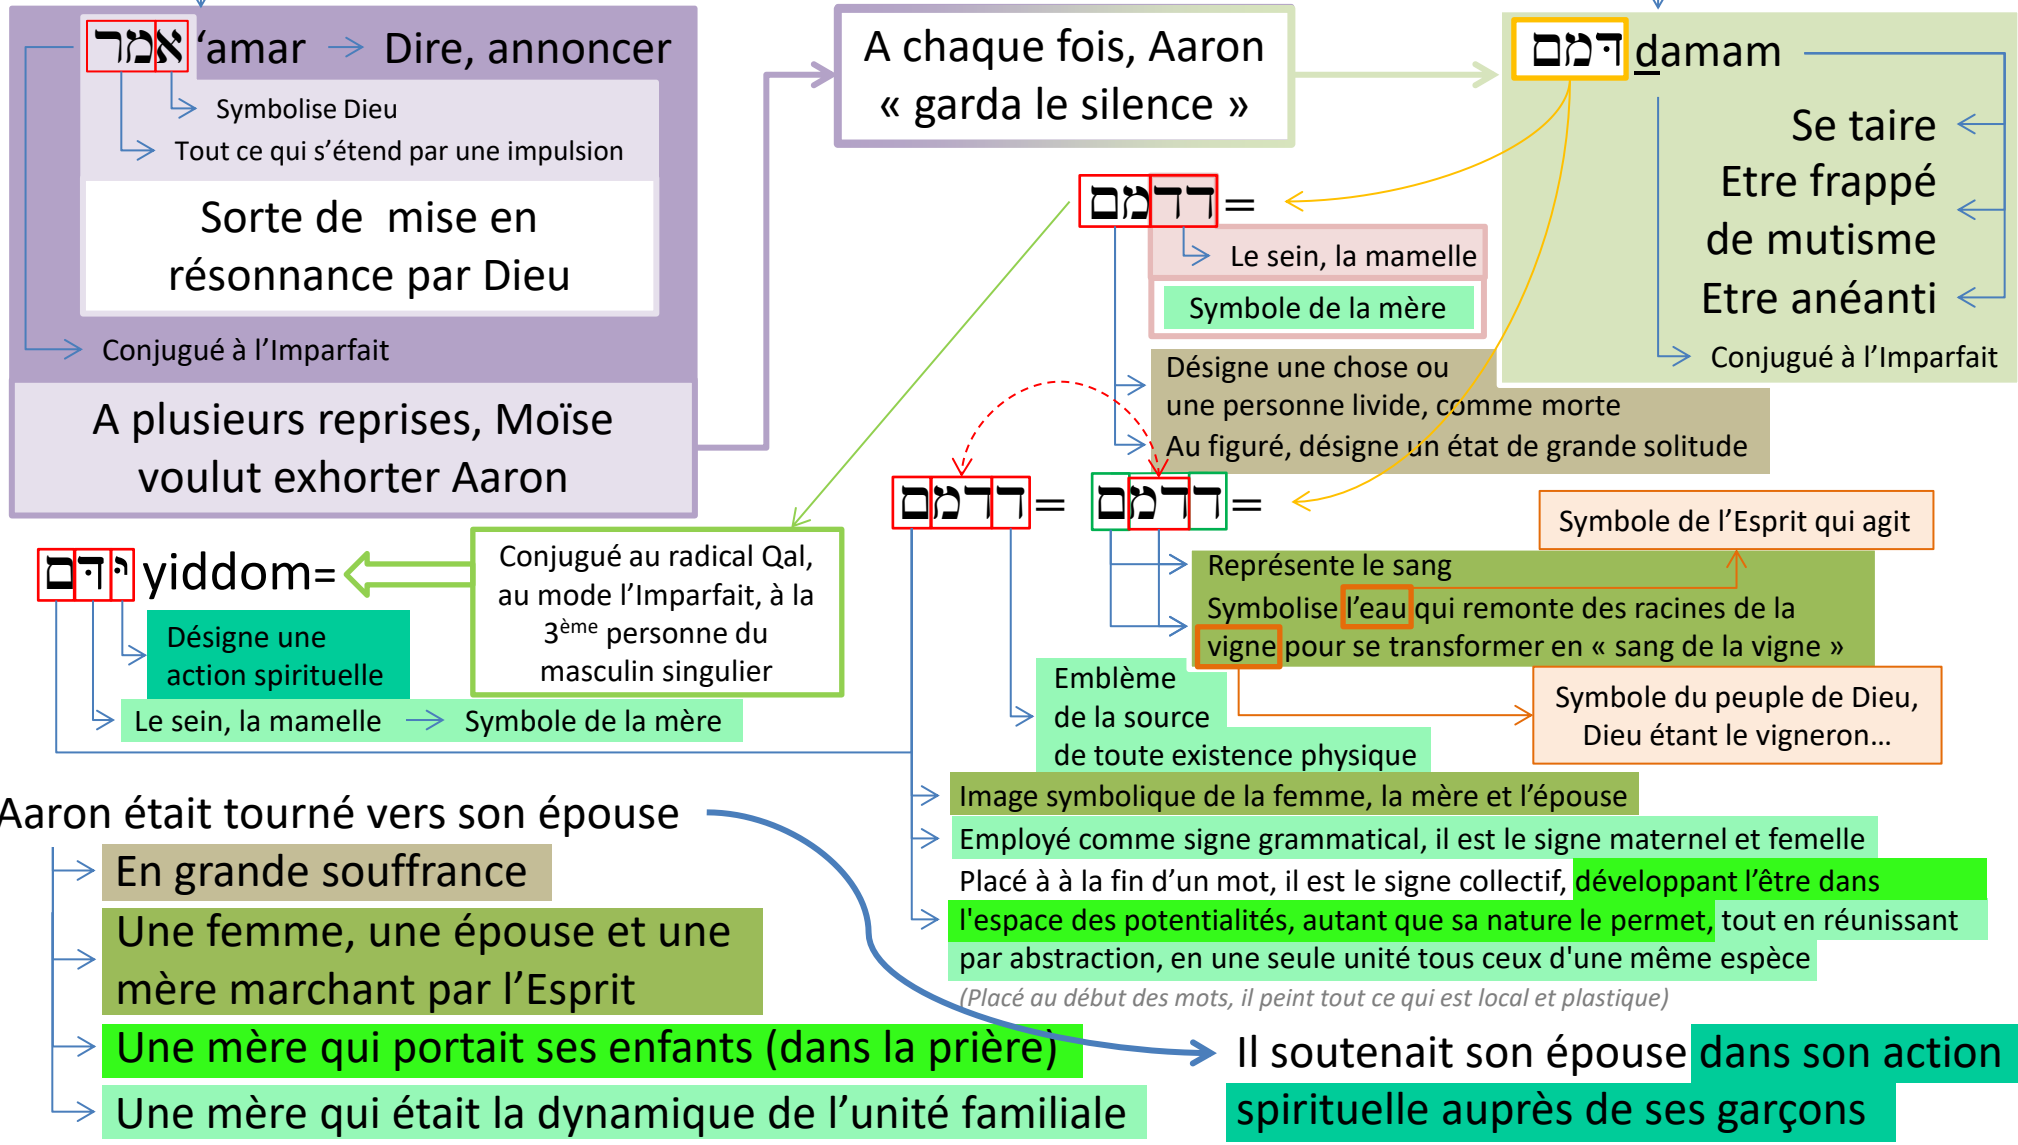 אמר ‘amar Dire, annoncer
Symbolise Dieu
Tout ce qui s’étend par une impulsion
Sorte de mise en
résonnance par Dieu
Conjugué à l’Imparfait
A plusieurs reprises, Moïse
voulut exhorter Aaron
A chaque fois, Aaron
« garda le silence »
דּמם damam
Se taire
Etre frappé
de mutisme
Etre anéanti
Conjugué à l’Imparfait
דדמם =
Le sein, la mamelle
Symbole de la mère
Désigne une chose ou
une personne livide, comme morte
Au figuré, désigne un état de grande solitude
דדמם = דדמם =
Symbole de l’Esprit qui agit
Représente le sang
Symbolise l’eau qui remonte des racines de la
vigne pour se transformer en « sang de la vigne »
Symbole du peuple de Dieu,
Dieu étant le vigneron…
ידּם yiddom=
Conjugué au radical Qal,
au mode l’Imparfait, à la
3ème personne du
masculin singulier
Désigne une
action spirituelle
Le sein, la mamelle Symbole de la mère
Emblème
de la source
de toute existence physique
Image symbolique de la femme, la mère et l’épouse
Employé comme signe grammatical, il est le signe maternel et femelle
Placé à à la fin d’un mot, il est le signe collectif, développant l’être dans
l'espace des potentialités, autant que sa nature le permet, tout en réunissant
par abstraction, en une seule unité tous ceux d'une même espèce
(Placé au début des mots, il peint tout ce qui est local et plastique)
Aaron était tourné vers son épouse
En grande souffrance
Une femme, une épouse et une
mère marchant par l’Esprit
Une mère qui portait ses enfants (dans la prière)
Une mère qui était la dynamique de l’unité familiale
Il soutenait son épouse dans son action
spirituelle auprès de ses garçons